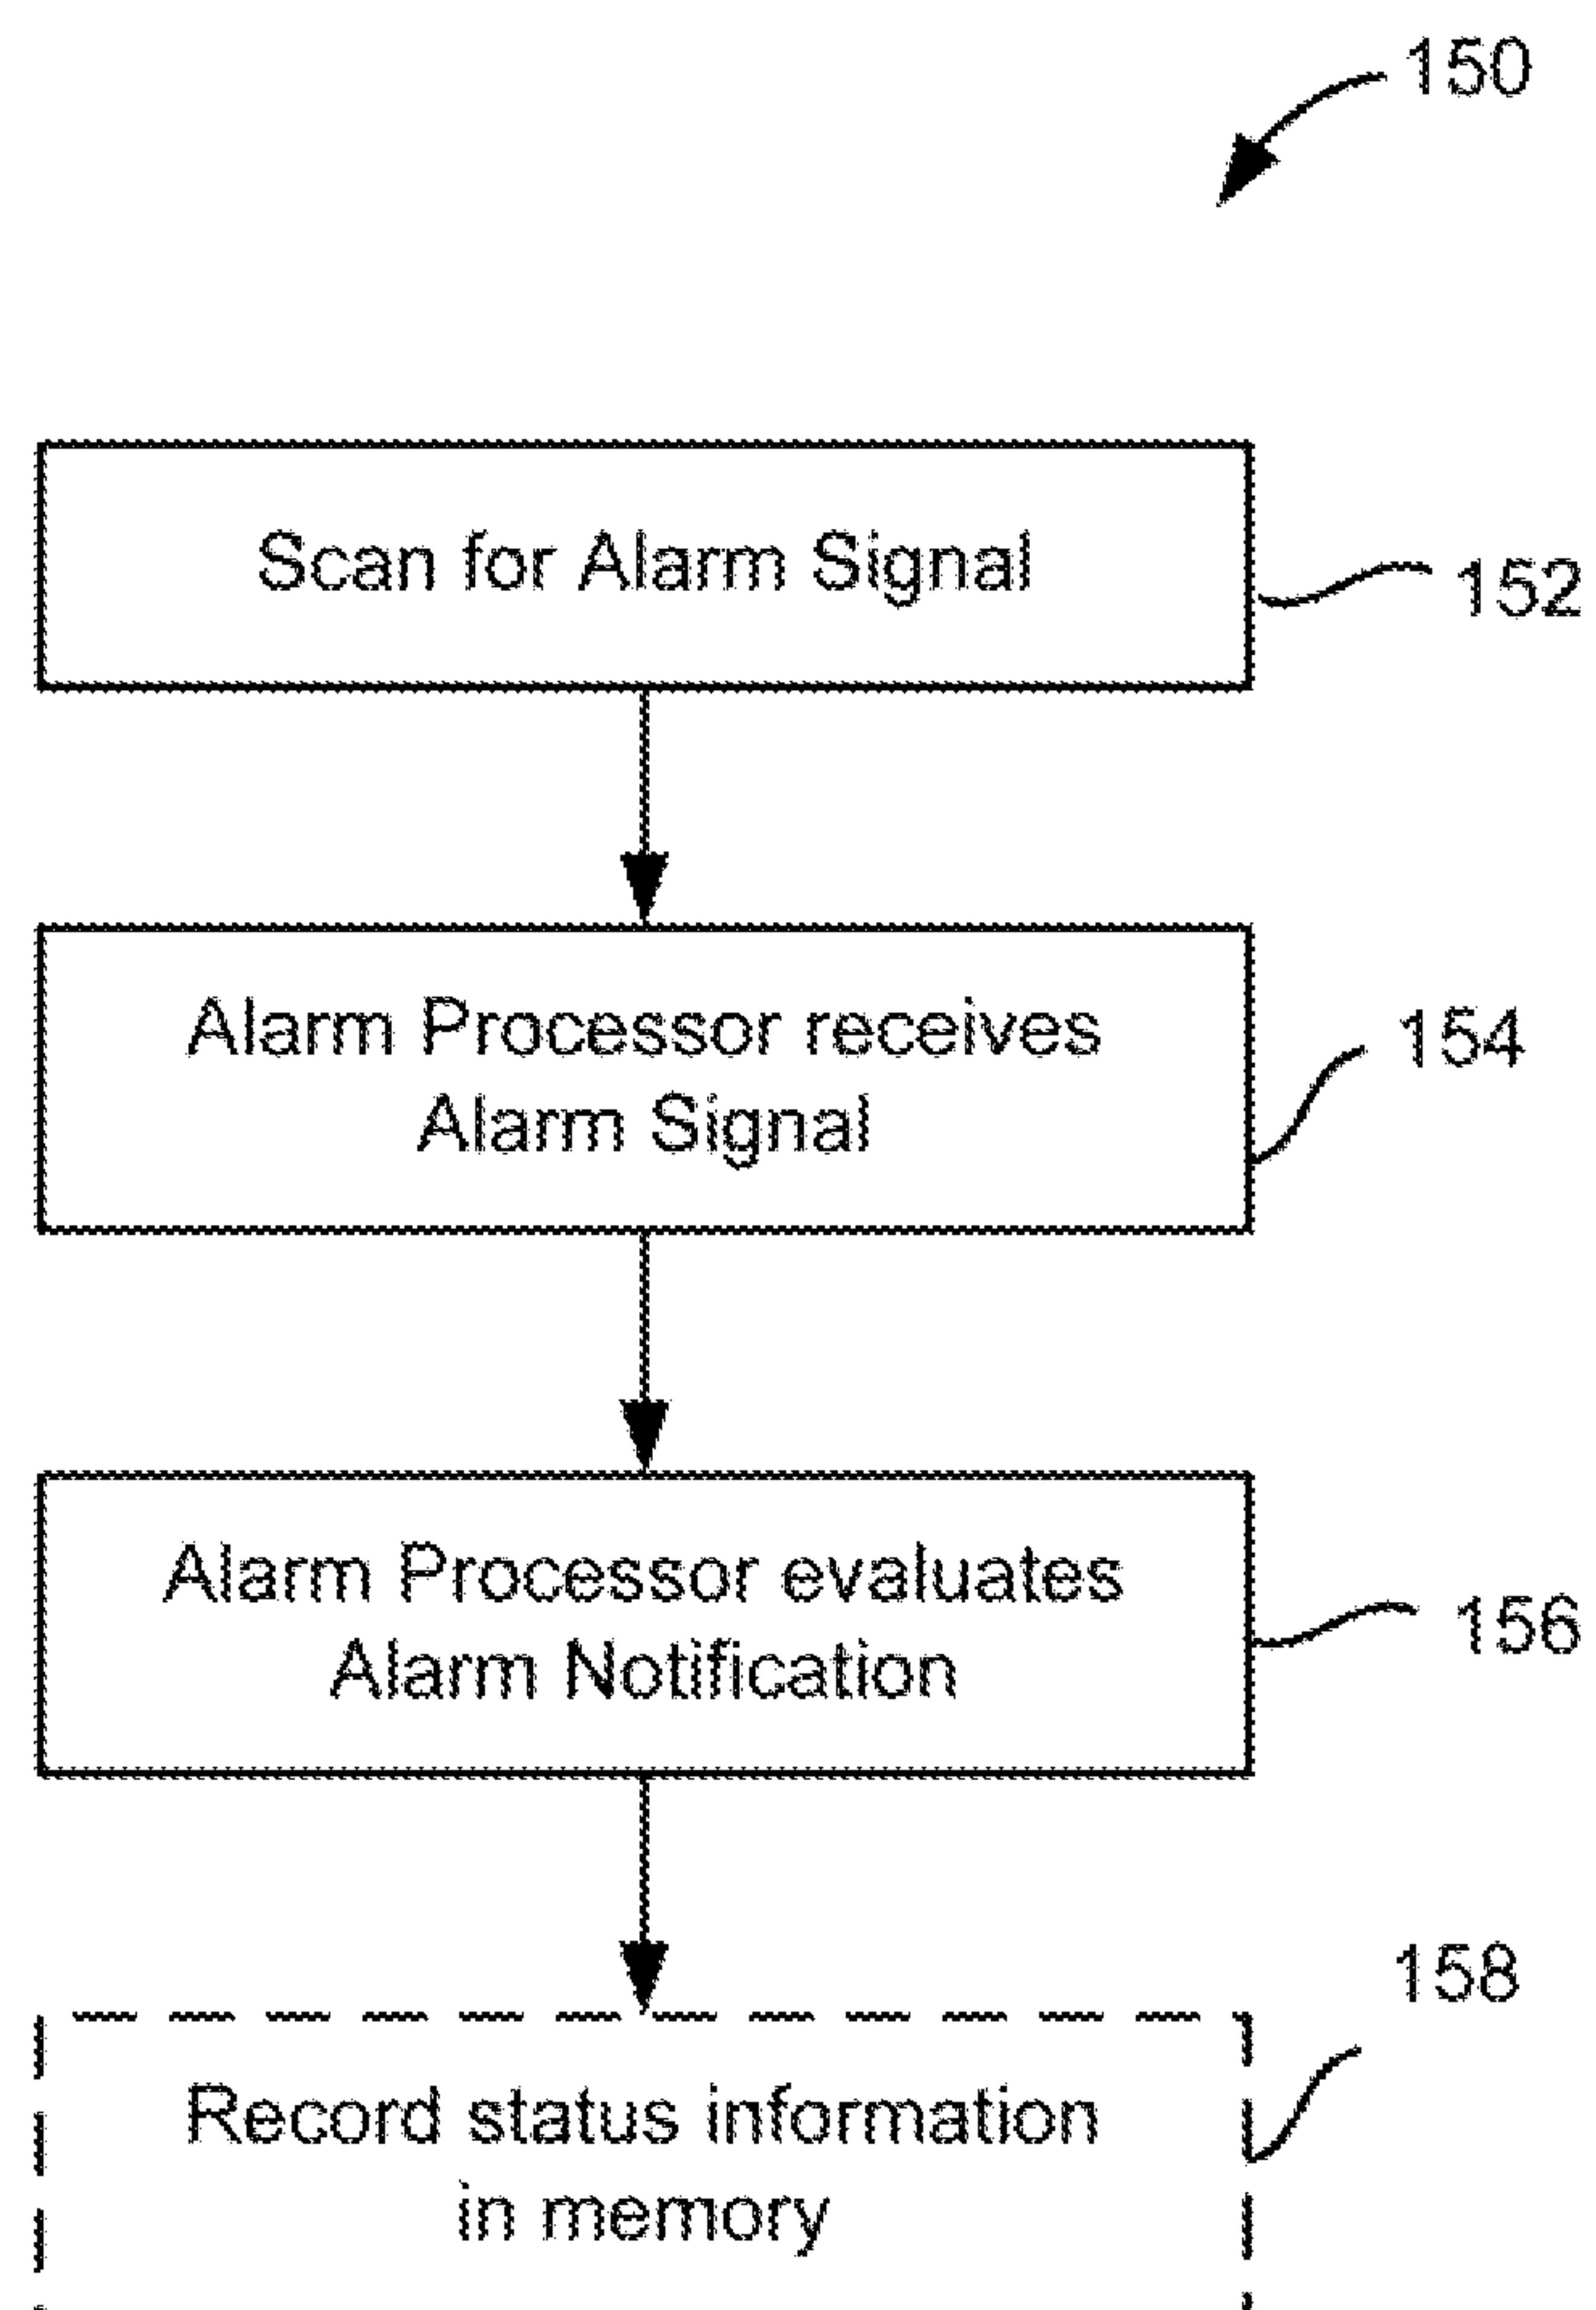 150
Scan for Alarm Signal
152
Alarm Processor receives
Alarm Signal
154
Alarm Processor evaluates
Alarm Notification
156
158
Record status information
in memory